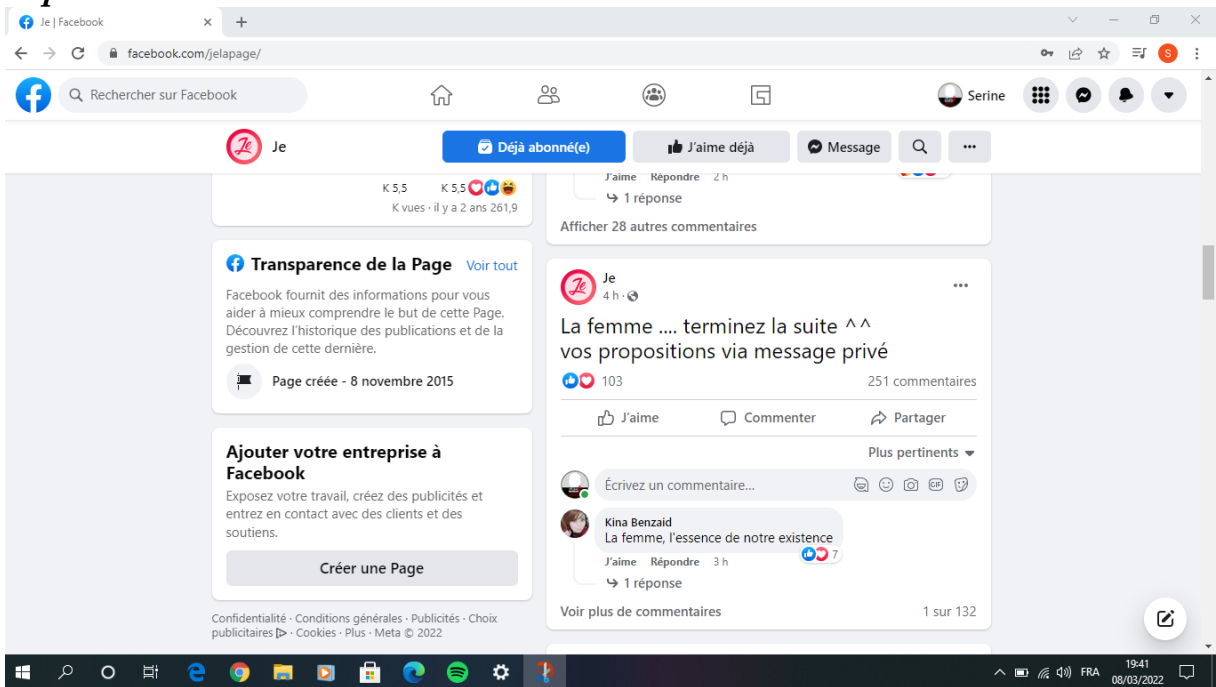 Je | Facebook
facebook.com/jelapage/
Rechercher sur Facebook
Serine
S
Je
Déjà abonné(e)
J'aime déjà
Message
K 5,5 K 5,5
K vues · il y a 2 ans 261,9
Transparence de la Page Voir tout
Facebook fournit des informations pour vous
aider à mieux comprendre le but de cette Page.
Découvrez l'historique des publications et de la
gestion de cette dernière.
Page créée - 8 novembre 2015
Ajouter votre entreprise à
Facebook
Exposez votre travail, créez des publicités et
entrez en contact avec des clients et des
soutiens.
Créer une Page
Confidentialité · Conditions générales · Publicités · Choix
publicitaires · Cookies · Plus · Meta © 2022
J'aime Répondre 2 h
1 réponse
Afficher 28 autres commentaires
Je
Je
4 h ·
La femme .... terminez la suite ^^
vos propositions via message privé
103 251 commentaires
J'aime Commenter Partager
Plus pertinents
Écrivez un commentaire...
GIF
Kina Benzaid
La femme, l'essence de notre existence
7
J'aime Répondre 3 h
1 réponse
Voir plus de commentaires 1 sur 132
FRA
19:41
08/03/2022